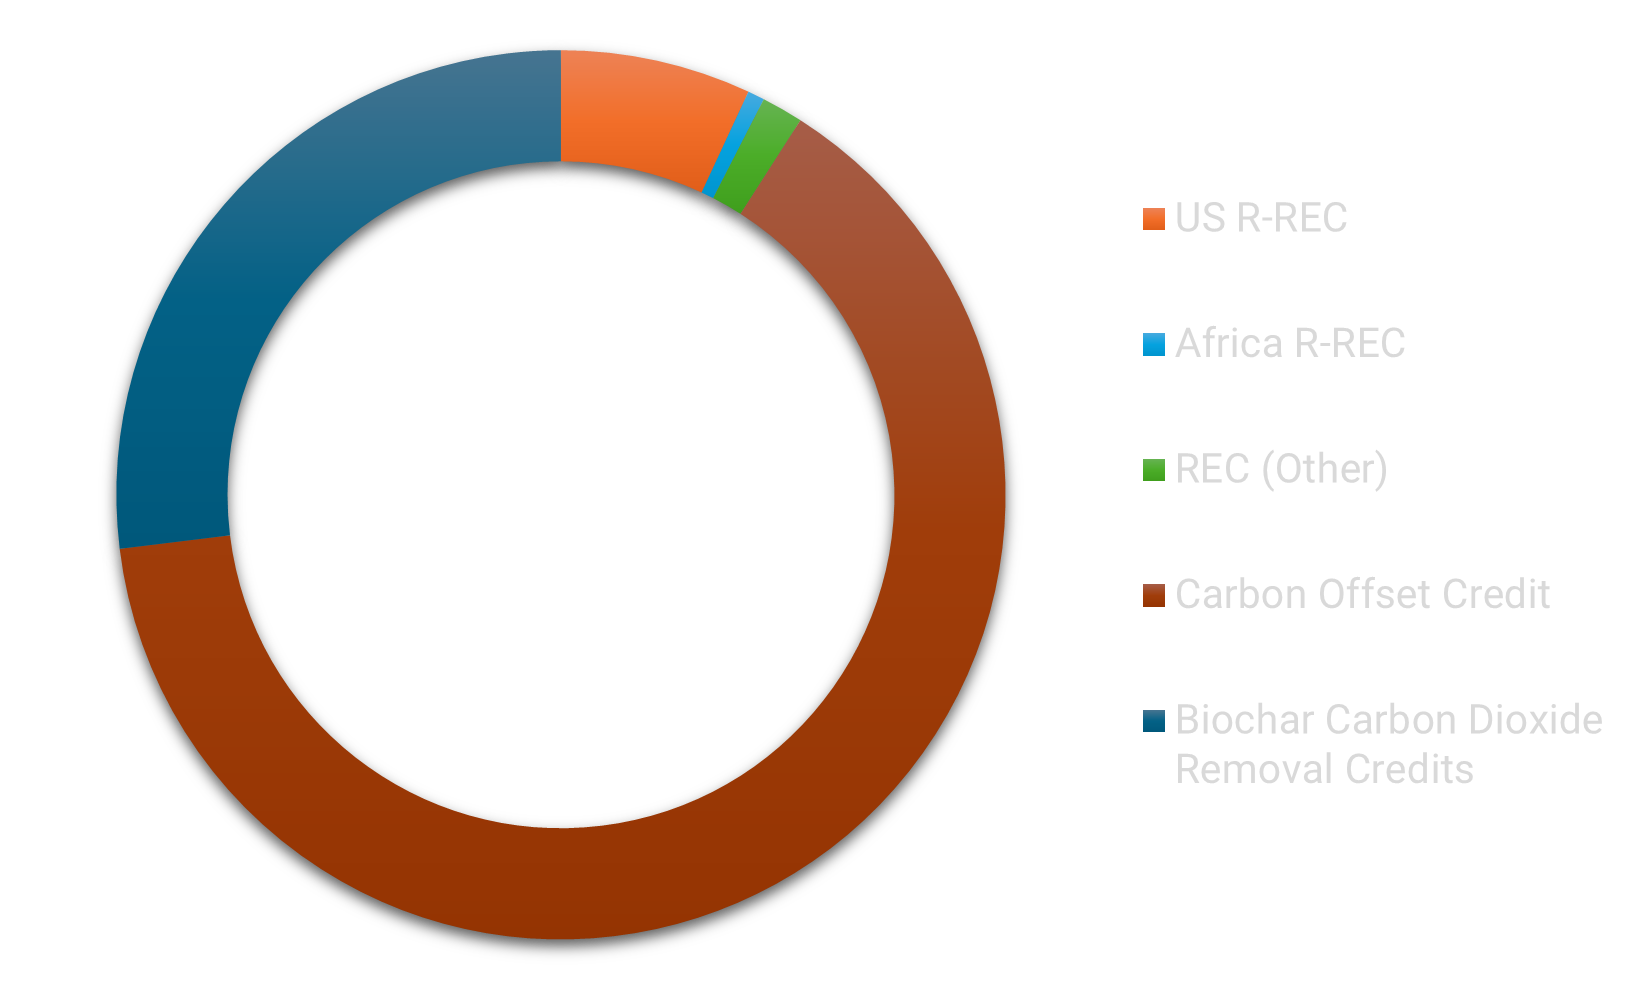 US R-REC
Africa R-REC
REC (Other)
Carbon Offset Credit
Biochar Carbon Dioxide
Removal Credits